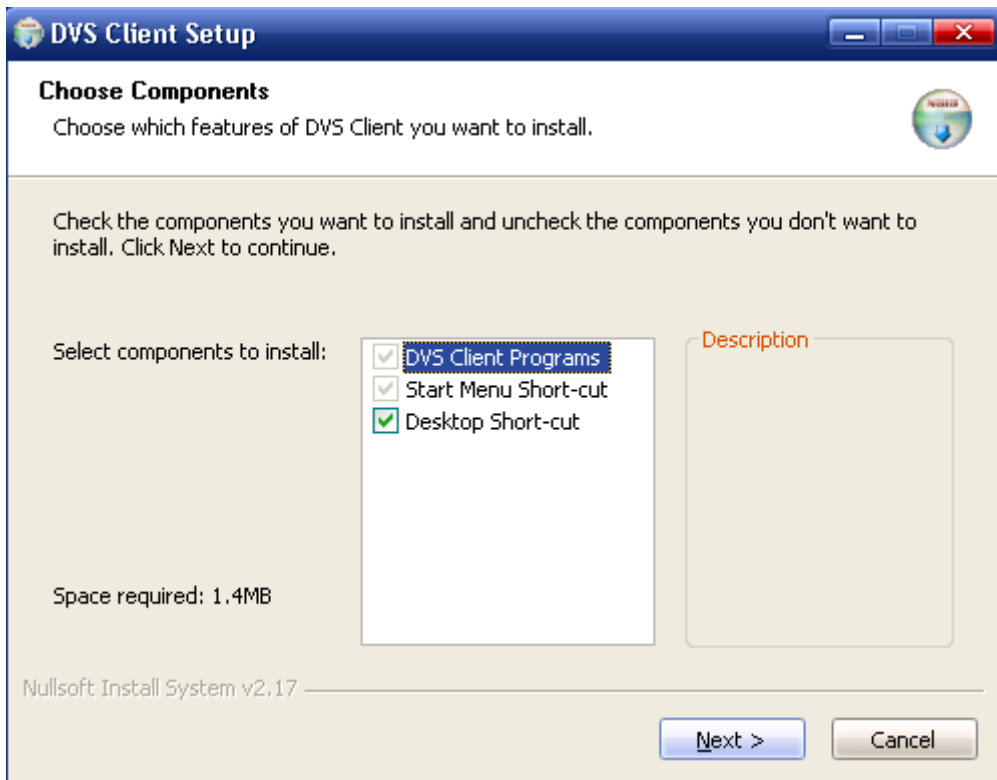 DVS Client Setup
Choose Components
Choose which features of DVS Client you want to install.
Check the components you want to install and uncheck the components you don't want to
install. Click Next to continue.
Select components to install:
DVS Client Programs
Start Menu Short-cut
Desktop Short-cut
Description
Space required: 1.4MB
Nullsoft Install System v2.17
Next >
Cancel